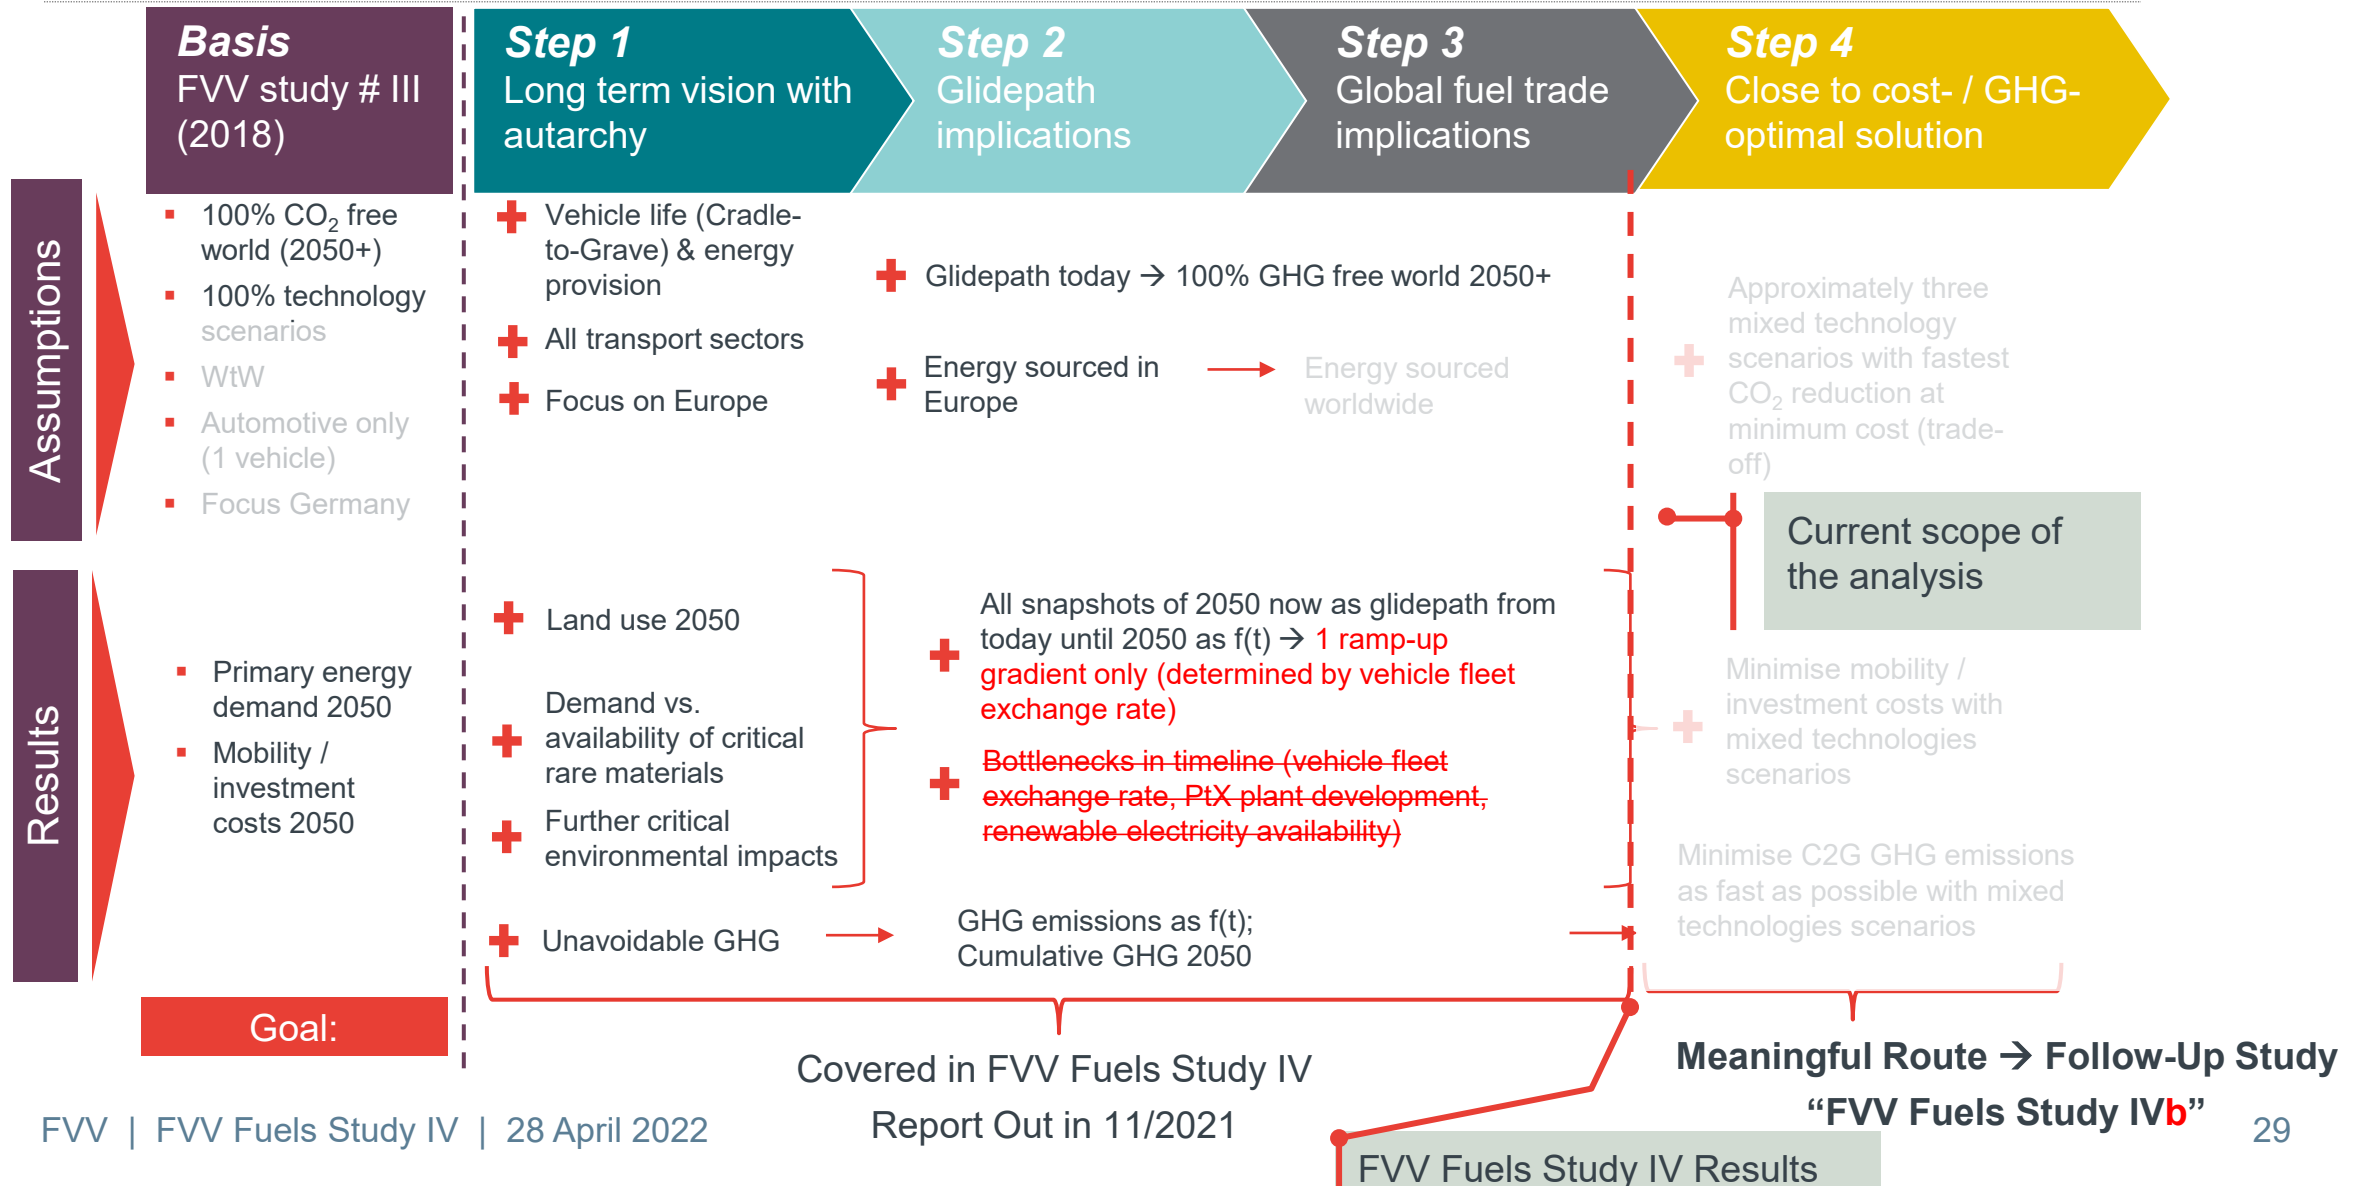 Basis
FVV study # III
(2018)
Step 1
Long term vision with
autarchy
Step 2
Glidepath
implications
Step 3
Global fuel trade
implications
Step 4
Close to cost- / GHG-
optimal solution
Assumptions
100% CO2 free
world (2050+)
100% technology
scenarios
WtW
Automotive only
(1 vehicle)
Focus Germany
Vehicle life (Cradle-
to-Grave) & energy
provision
All transport sectors
Focus on Europe
Glidepath today → 100% GHG free world 2050+
Energy sourced in
Europe
Energy sourced
worldwide
Approximately three
mixed technology
scenarios with fastest
CO2 reduction at
minimum cost (trade-
off)
Current scope of
the analysis
Results
Primary energy
demand 2050
Mobility /
investment
costs 2050
Land use 2050
Demand vs.
availability of critical
rare materials
Further critical
environmental impacts
Unavoidable GHG
All snapshots of 2050 now as glidepath from
today until 2050 as f(t) → 1 ramp-up
gradient only (determined by vehicle fleet
exchange rate)
Bottlenecks in timeline (vehicle fleet
exchange rate, PtX plant development,
renewable electricity availability)
GHG emissions as f(t);
Cumulative GHG 2050
Minimise mobility /
investment costs with
mixed technologies
scenarios
Minimise C2G GHG emissions
as fast as possible with mixed
technologies scenarios
Goal:
Covered in FVV Fuels Study IV
Report Out in 11/2021
Meaningful Route → Follow-Up Study
“FVV Fuels Study IVb”
FVV Fuels Study IV Results
FVV | FVV Fuels Study IV | 28 April 2022
29